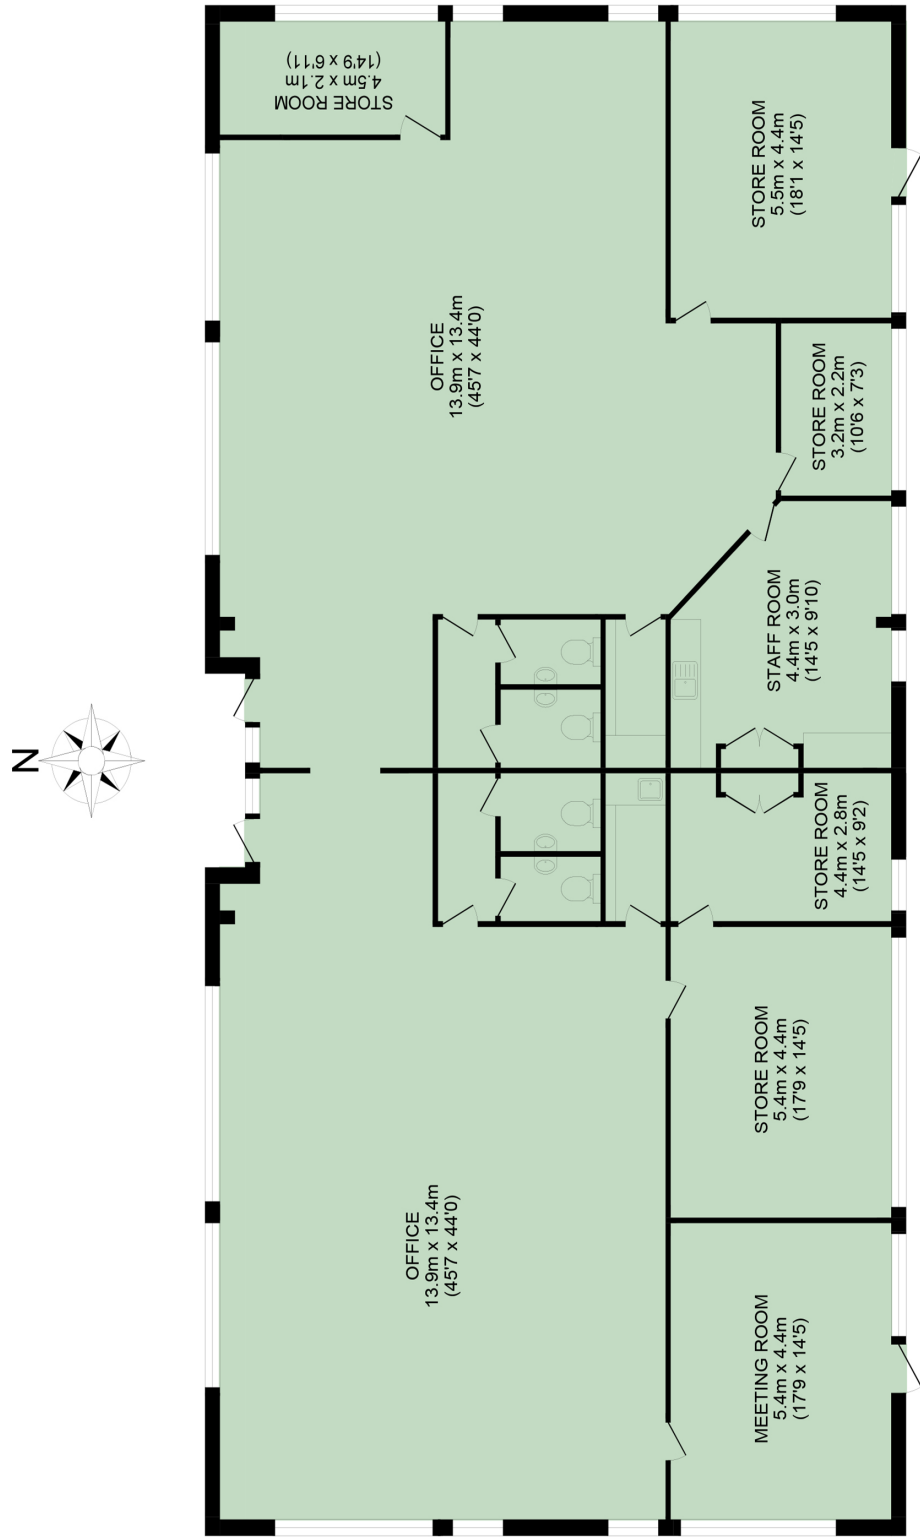 N
STORE ROOM
4.5m x 2.1m
(14'9 x 6'11)
STORE ROOM
5.5m x 4.4m
(18'1 x 14'5)
OFFICE
13.9m x 13.4m
(45'7 x 44'0)
STORE ROOM
3.2m x 2.2m
(10'6 x 7'3)
STAFF ROOM
4.4m x 3.0m
(14'5 x 9'10)
STORE ROOM
4.4m x 2.8m
(14'5 x 9'2)
STORE ROOM
5.4m x 4.4m
(17'9 x 14'5)
OFFICE
13.9m x 13.4m
(45'7 x 44'0)
MEETING ROOM
5.4m x 4.4m
(17'9 x 14'5)